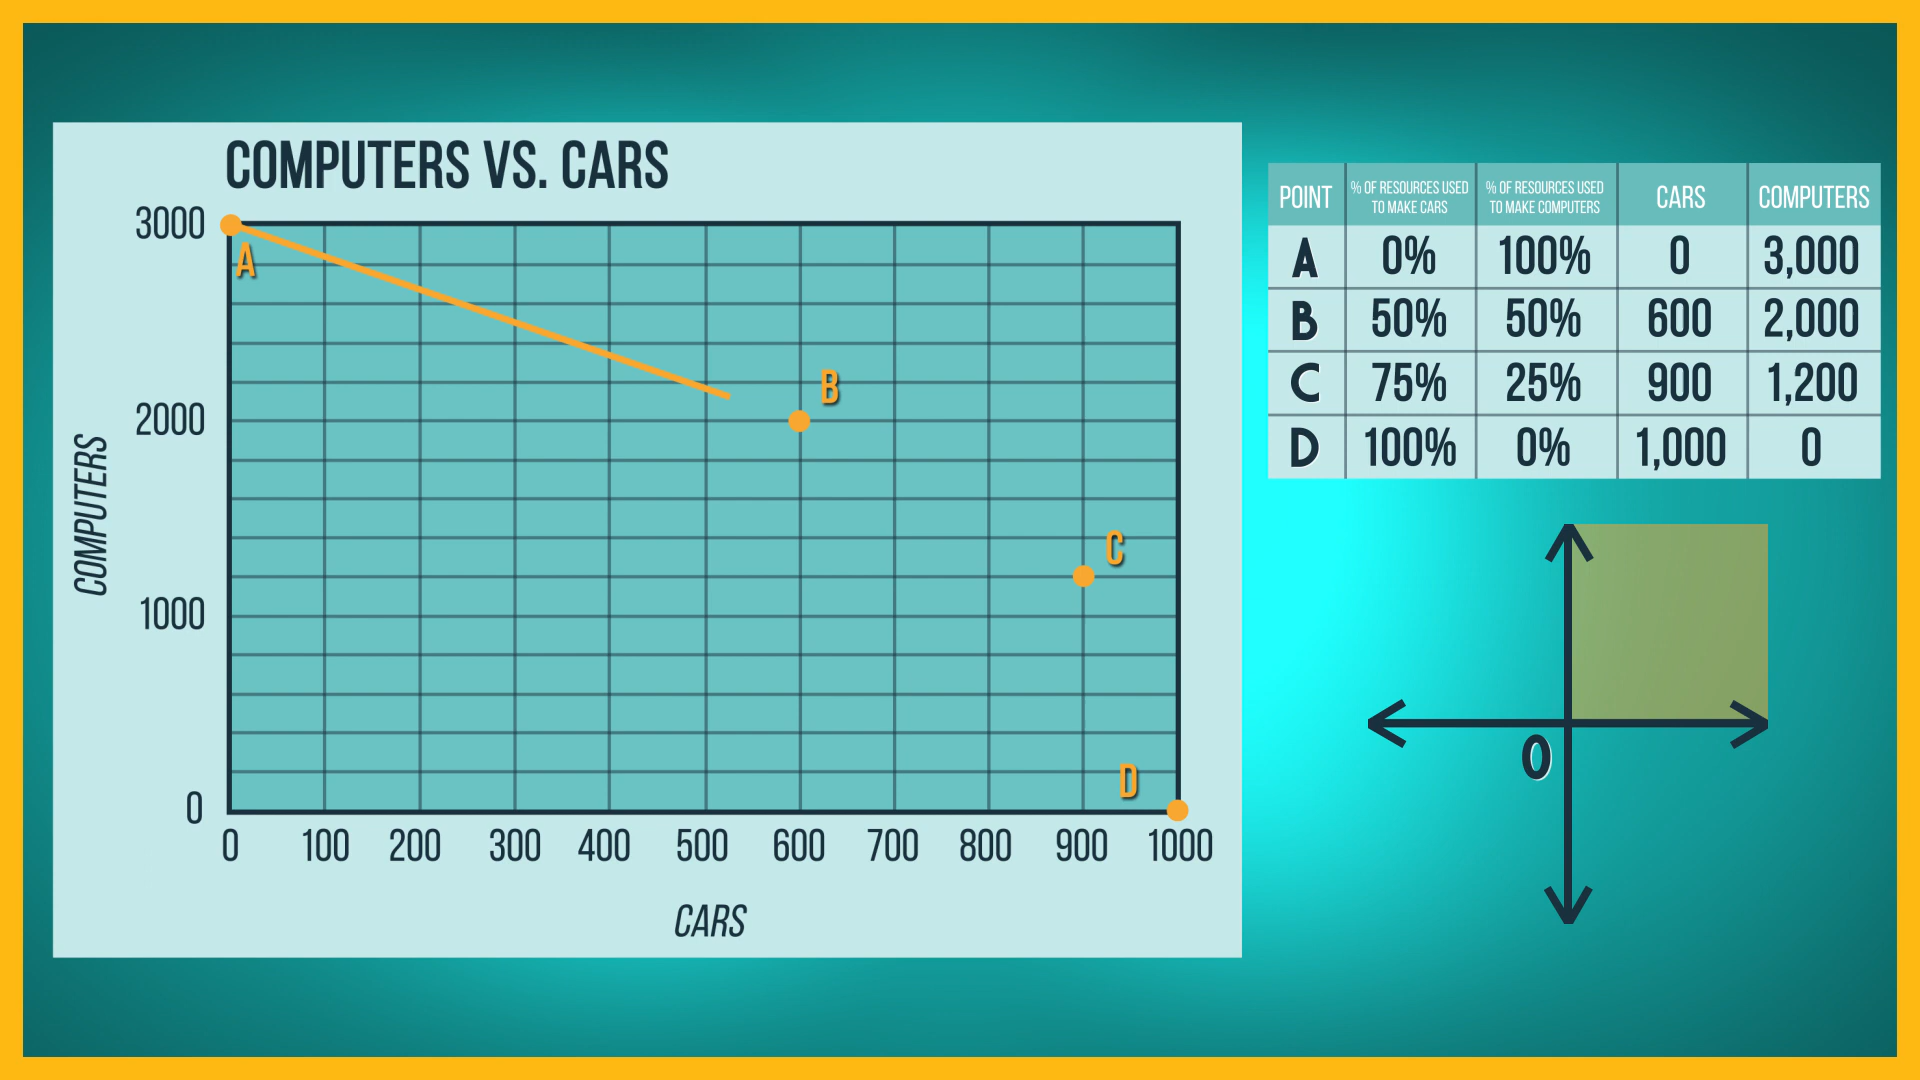 COMPUTERS VS. CARS
3000
2000
1000
0
A
B
C
D
COMPUTERS
0 100 200 300 400 500 600 700 800 900 1000
CARS
POINT % OF RESOURCES USED TO MAKE CARS % OF RESOURCES USED TO MAKE COMPUTERS CARS COMPUTERS
A 0% 100% 0 3,000
B 50% 50% 600 2,000
C 75% 25% 900 1,200
D 100% 0% 1,000 0
0